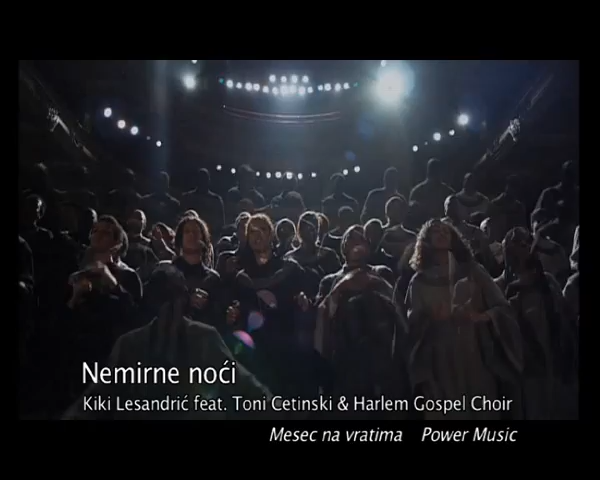 Nemirne noći
Kiki Lesandrić feat. Toni Cetinski & Harlem Gospel Choir
Mesec na vratima Power Music